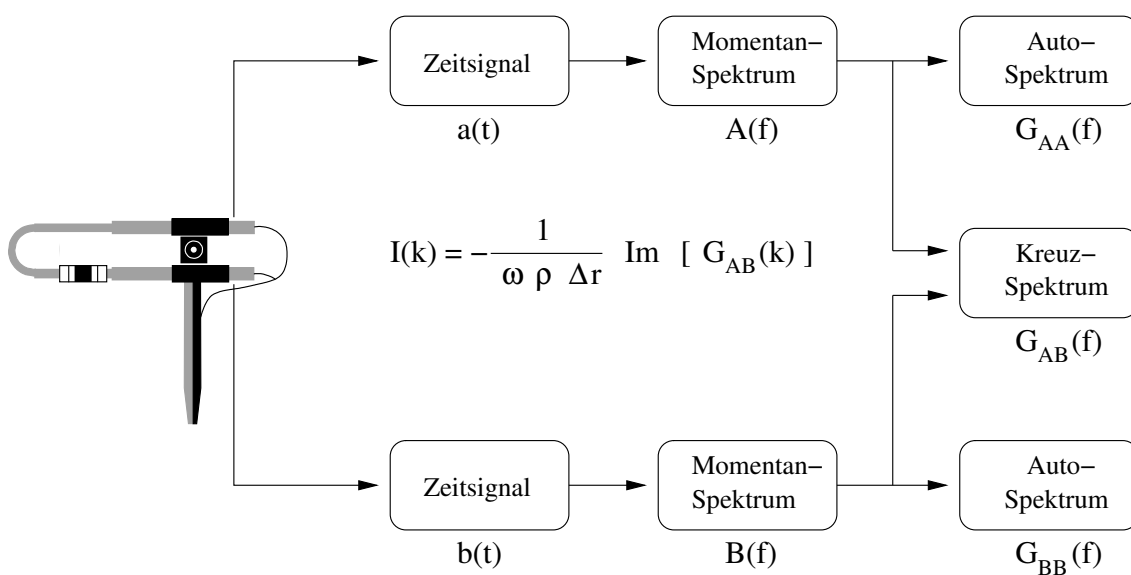 Zeitsignal
a(t)
Momentan-
Spektrum
A(f)
Auto-
Spektrum
G_AA(f)
I(k) = - 1 / (ω ρ Δr) Im [ G_AB(k) ]
Kreuz-
Spektrum
G_AB(f)
Zeitsignal
b(t)
Momentan-
Spektrum
B(f)
Auto-
Spektrum
G_BB(f)